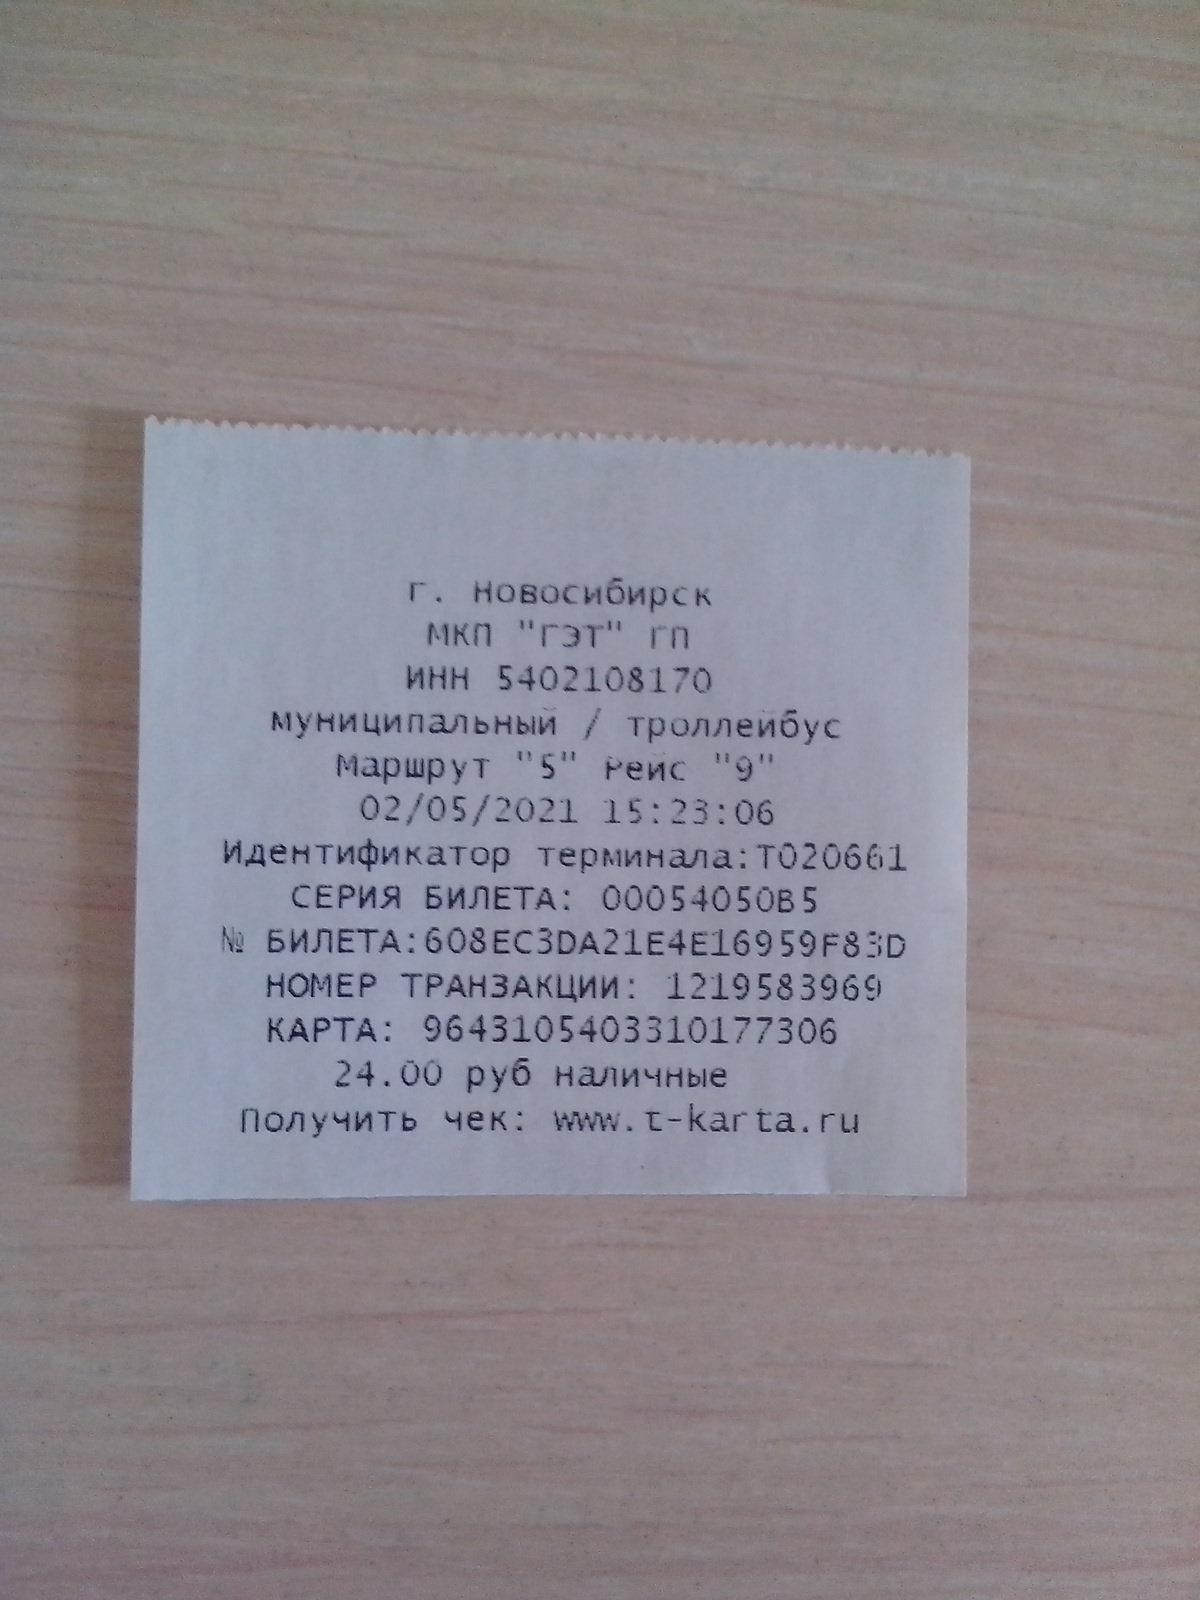 г. Новосибирск
МКП "ГЭТ" ГП
ИНН 5402108170
муниципальный / троллейбус
Маршрут "5" Рейс "9"
02/05/2021 15:23:06
Идентификатор терминала:T020661
СЕРИЯ БИЛЕТА: 00054050B5
№ БИЛЕТА:608EC3DA21E4E16959F83D
НОМЕР ТРАНЗАКЦИИ: 1219583969
КАРТА: 9643105403310177306
24.00 руб наличные
Получить чек: www.t-karta.ru